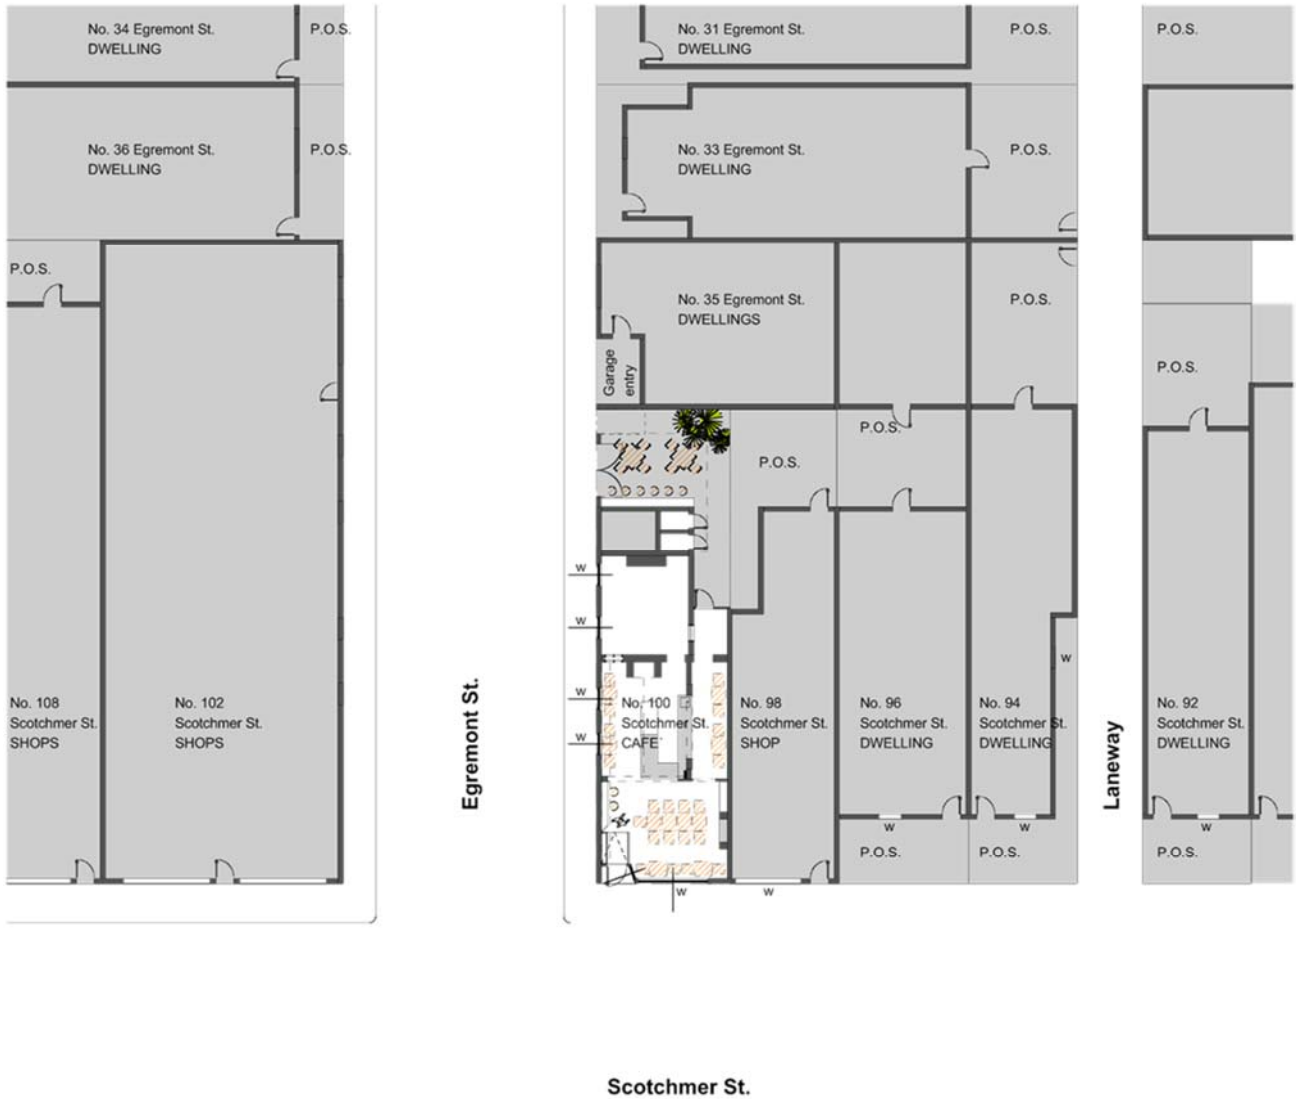 No. 34 Egremont St.
DWELLING
P.O.S.
No. 31 Egremont St.
DWELLING
P.O.S.
P.O.S.
No. 36 Egremont St.
DWELLING
P.O.S.
No. 33 Egremont St.
DWELLING
P.O.S.
P.O.S.
No. 35 Egremont St.
DWELLINGS
P.O.S.
Garage
entry
P.O.S.
P.O.S.
P.O.S.
W
W
W
W
W
No. 108
Scotchmer St.
SHOPS
No. 102
Scotchmer St.
SHOPS
Egremont St.
No. 100
Scotchmer St.
CAFE
No. 98
Scotchmer St.
SHOP
No. 96
Scotchmer St.
DWELLING
No. 94
Scotchmer St.
DWELLING
Laneway
No. 92
Scotchmer St.
DWELLING
W
W
W
P.O.S.
P.O.S.
P.O.S.
W
W
Scotchmer St.